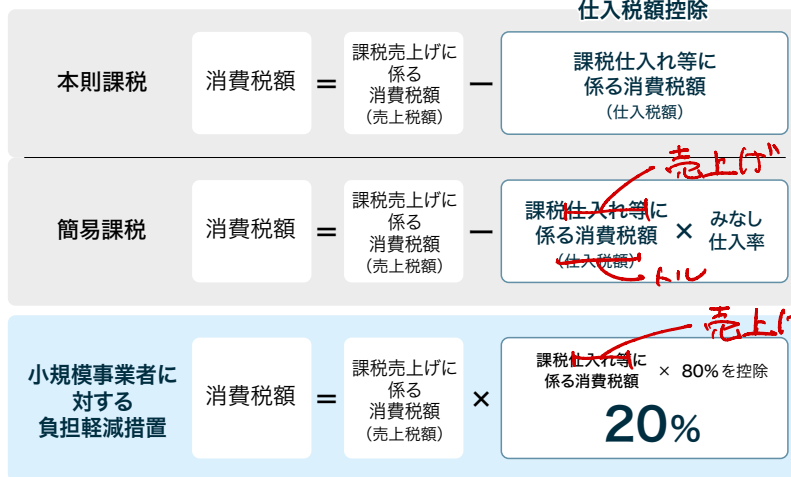 仕入税額控除
本則課税
消費税額
=
課税売上げに
係る
消費税額
(売上税額)
−
課税仕入れ等に
係る消費税額
(仕入税額)
簡易課税
消費税額
=
課税売上げに
係る
消費税額
(売上税額)
−
売上げ
課税仕入れ等に
係る消費税額
(仕入税額)
トル
×
みなし
仕入率
小規模事業者に
対する
負担軽減措置
消費税額
=
課税売上げに
係る
消費税額
(売上税額)
×
売上げ
課税仕入れ等に
係る消費税額
× 80%を控除
20%